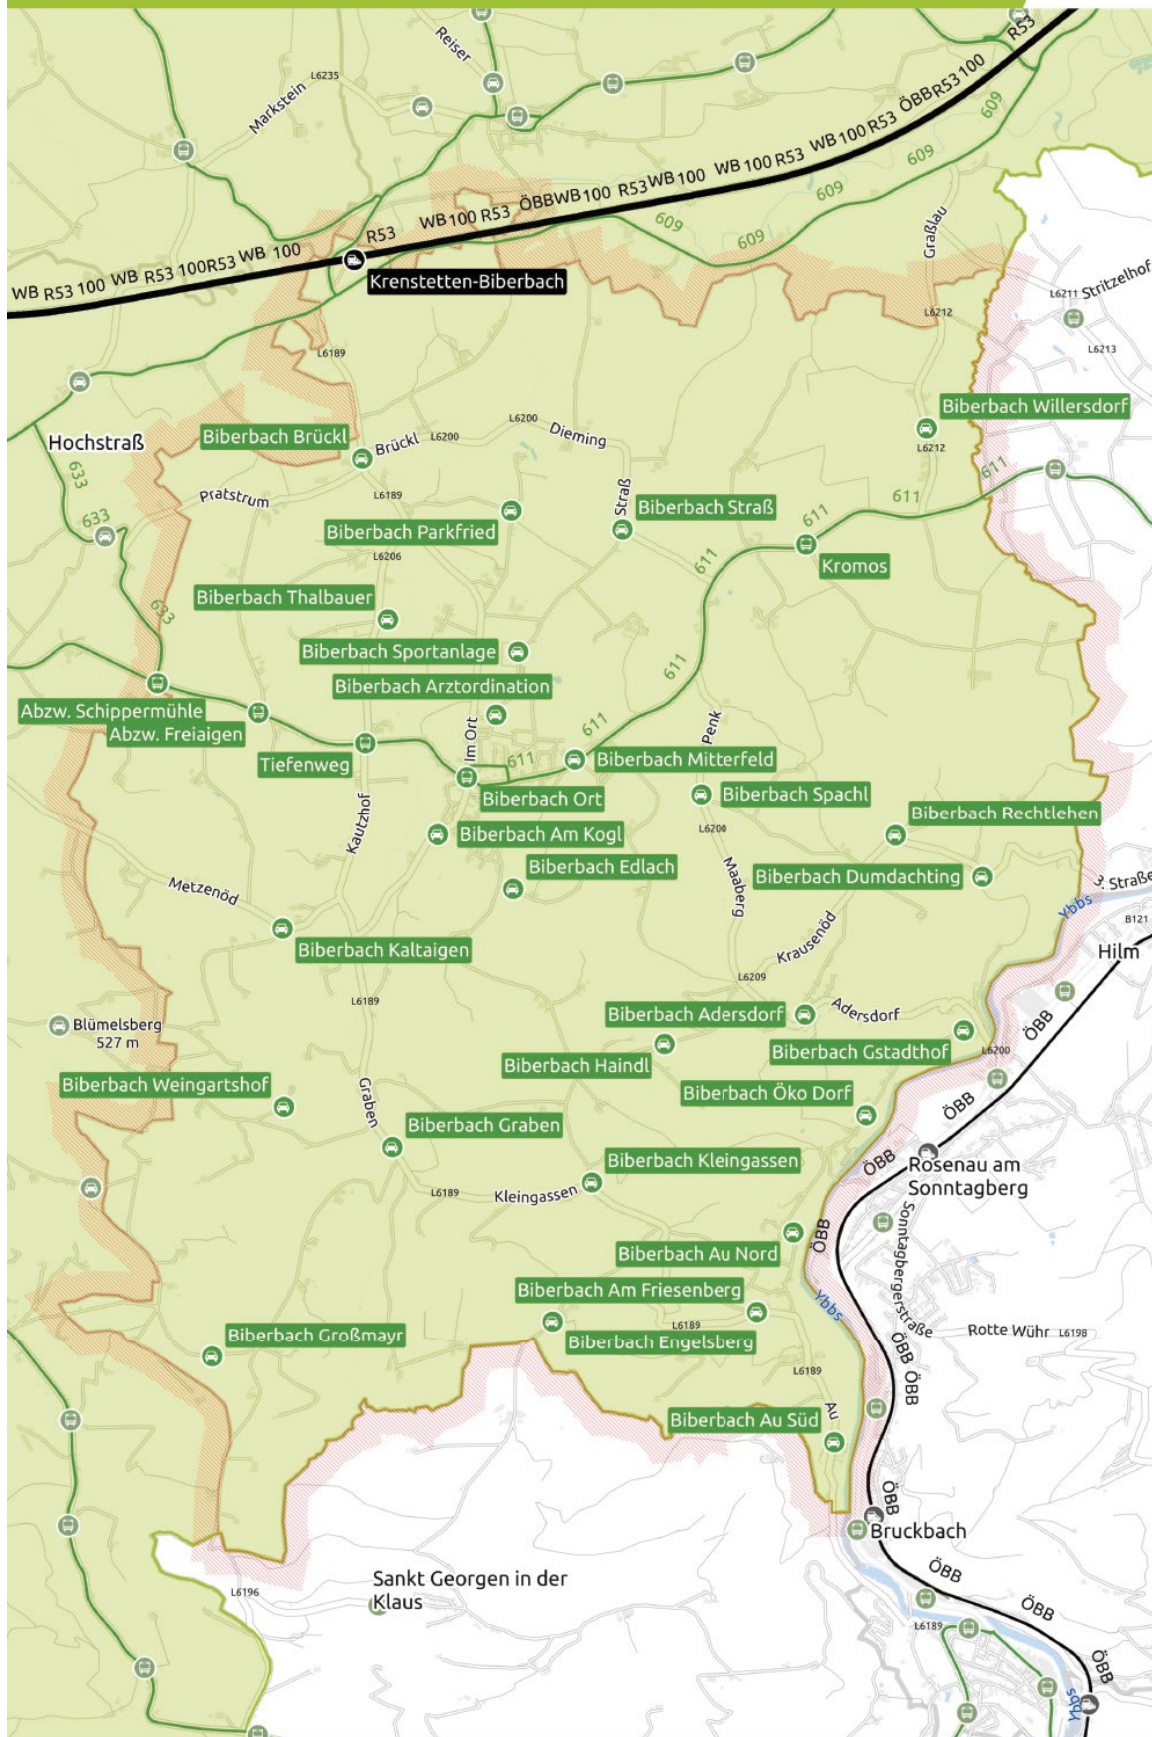 R53
Reiser
L6235
Markstein
ÖBB
R53
100
609
WB
100
R53
WB
100
R53
609
WB
100
R53
WB
100
ÖBB
WB
100
R53
609
WB
100
R53
609
609
R53
Graßlau
WB
R53
100
WB
R53
100
R53
WB
100
Krenstetten-Biberbach
L6211
Stritzelhof
L6212
L6213
L6189
Biberbach Willersdorf
L6200
Dieming
Biberbach Brückl
Brückl
L6200
Hochstraß
L6212
633
611
Pratstrum
L6189
Straß
611
Biberbach Straß
633
Biberbach Parkfried
611
L6206
611
Kromos
Biberbach Thalbauer
633
Biberbach Sportanlage
611
Biberbach Arztordination
Abzw. Schippermühle
Abzw. Freiaigen
611
Penk
Im Ort
Tiefenweg
611
Biberbach Mitterfeld
Biberbach Ort
Biberbach Spachl
Biberbach Rechtlehen
Kautzhof
Biberbach Am Kogl
L6200
Biberbach Edlach
Metzenöd
Maaberg
Biberbach Dumdachting
3. Straße
Ybbs
B121
Krausenöd
Biberbach Kaltaigen
Hilm
L6209
L6189
Biberbach Adersdorf
Adersdorf
Blümelsberg
527 m
ÖBB
Biberbach Gstadthof
L6200
Biberbach Haindl
Biberbach Weingartshof
Biberbach Öko Dorf
Graben
ÖBB
Biberbach Graben
Biberbach Kleingassen
ÖBB
Rosenau am
Sonntagberg
L6189
Kleingassen
Biberbach Au Nord
ÖBB
Sonntagbergerstraße
Biberbach Am Friesenberg
Ybbs
L6189
Biberbach Großmayr
Biberbach Engelsberg
Rotte Wühr
L6198
ÖBB
L6189
ÖBB
Au
Biberbach Au Süd
ÖBB
Bruckbach
ÖBB
Sankt Georgen in der
Klaus
L6196
ÖBB
L6189
ÖBB
Ybbs